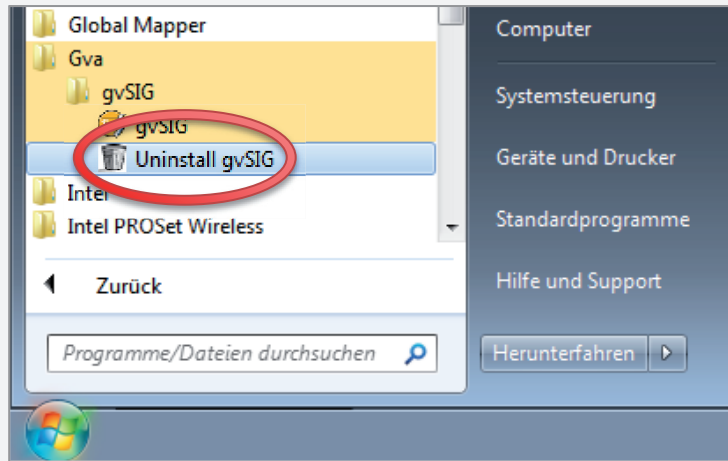 Global Mapper
Gva
gvSIG
gvSIG
Uninstall gvSIG
Intel
Intel PROSet Wireless
Zurück
Programme/Dateien durchsuchen
Computer
Systemsteuerung
Geräte und Drucker
Standardprogramme
Hilfe und Support
Herunterfahren